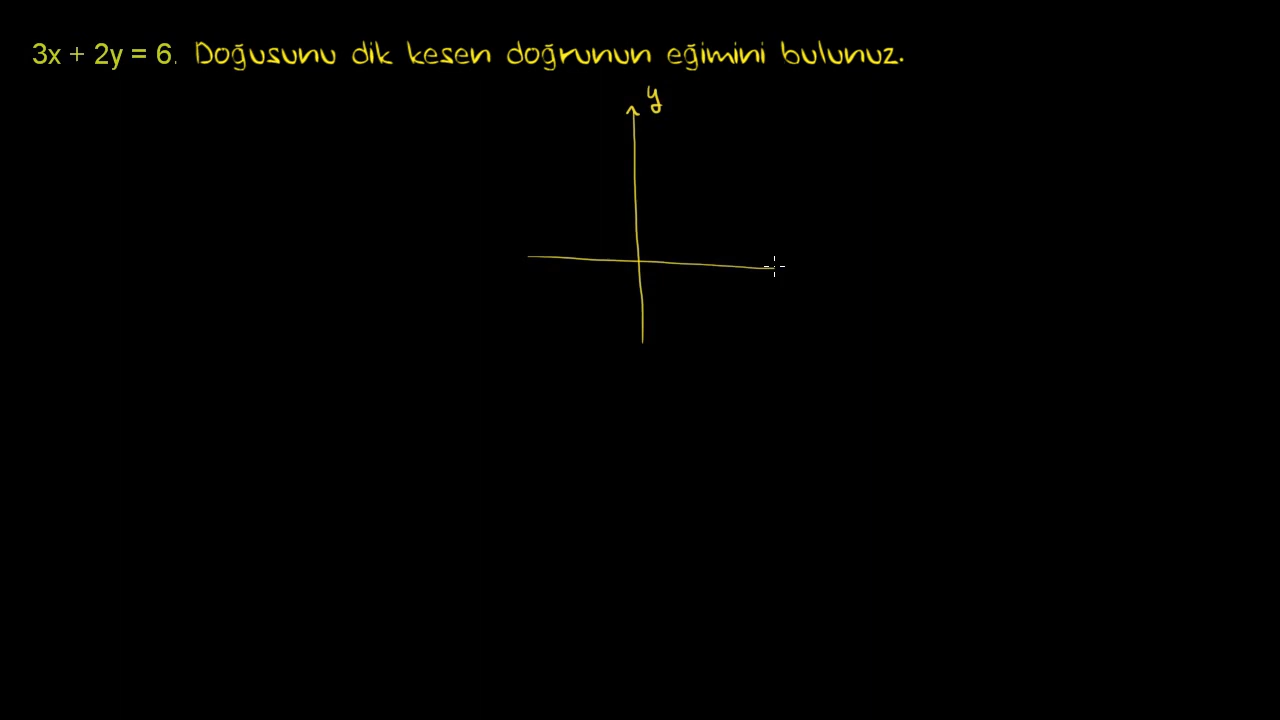 3x + 2y = 6. Doğusunu dik kesen doğrunun eğimini bulunuz.
y